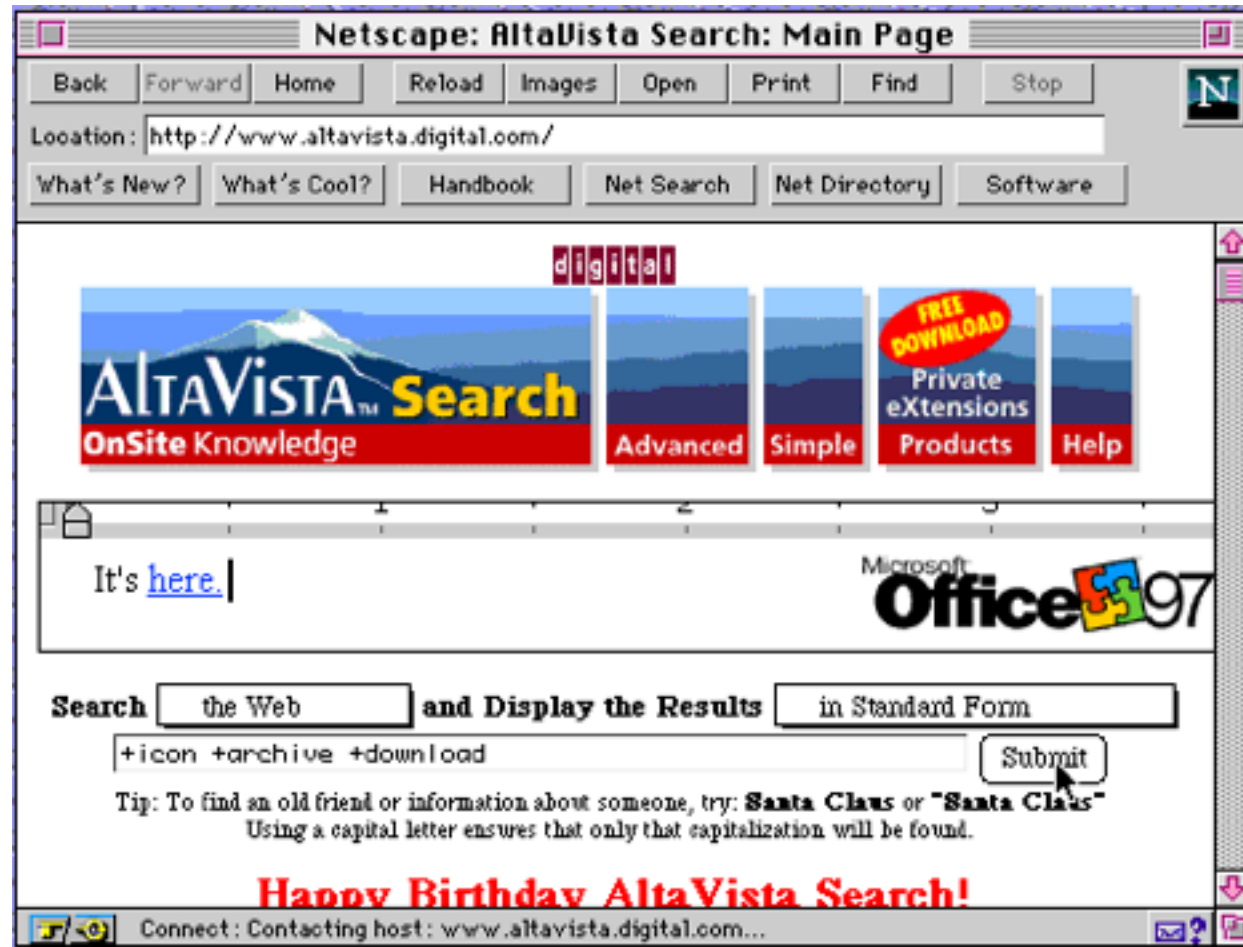 Netscape: AltaVista Search: Main Page
Back Forward Home Reload Images Open Print Find Stop
N
Location: http://www.altavista.digital.com/
What's New? What's Cool? Handbook Net Search Net Directory Software
digital
FREE DOWNLOAD
Private
eXtensions
ALTAVISTA™ Search
OnSite Knowledge Advanced Simple Products Help
1 2 3
It's here.
Microsoft
Office 97
Search the Web and Display the Results in Standard Form
+icon +archive +download Submit
Tip: To find an old friend or information about someone, try: Santa Claus or "Santa Claus"
Using a capital letter ensures that only that capitalization will be found.
Happy Birthday AltaVista Search!
Connect: Contacting host: www.altavista.digital.com...